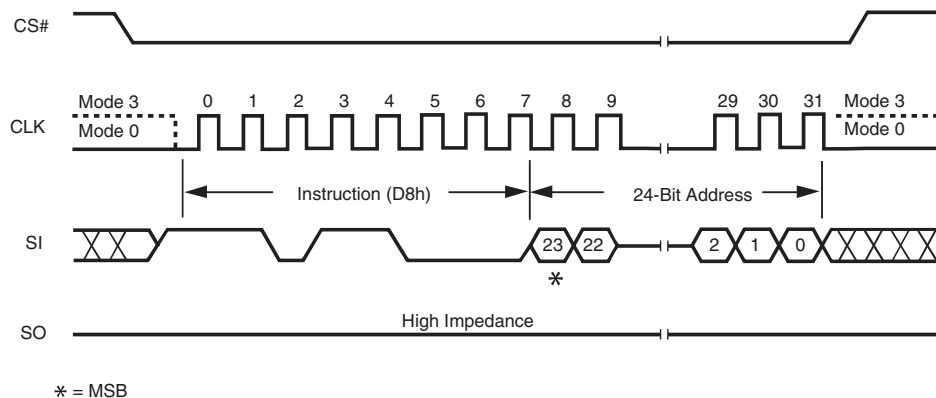 CS#
Mode 3
0 1 2 3 4 5 6 7 8 9 29 30 31
Mode 3
CLK
Mode 0
Mode 0
Instruction (D8h)
24-Bit Address
SI
23 22 2 1 0
*
High Impedance
SO
* = MSB